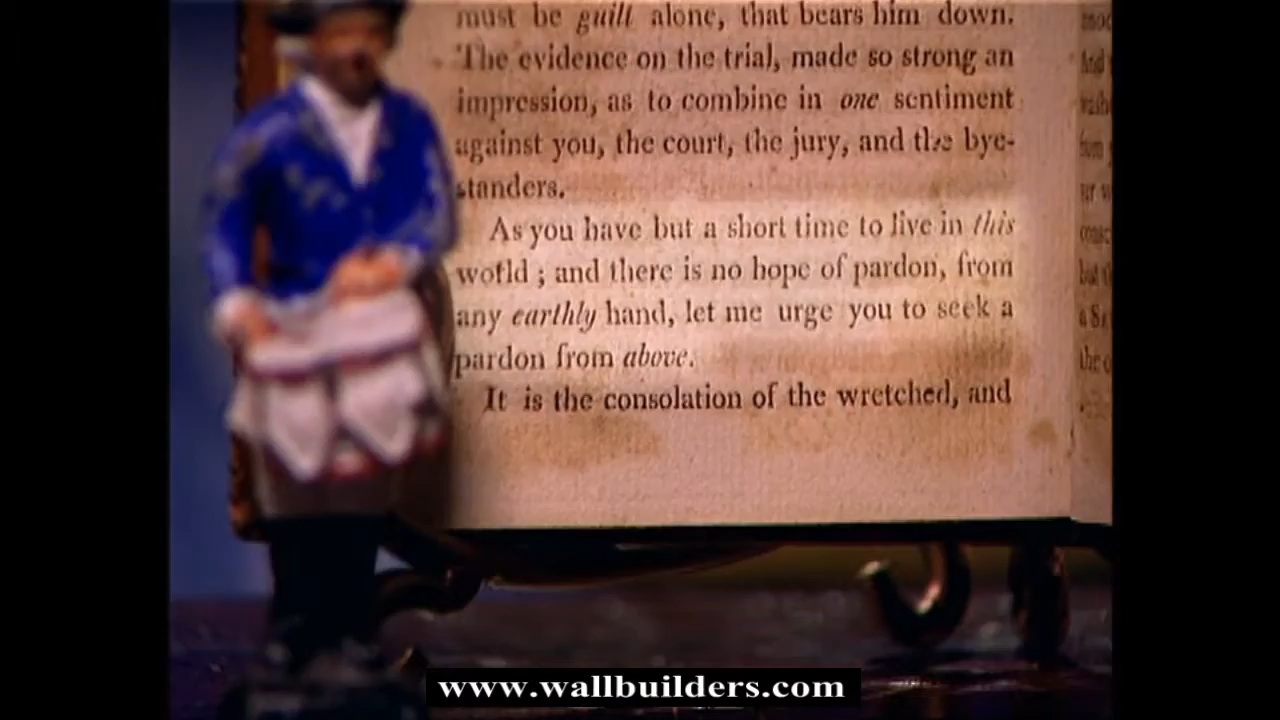 must be guilt alone, that bears him down.
The evidence on the trial, made so strong an
impression, as to combine in one sentiment
against you, the court, the jury, and the bye-
standers.
As you have but a short time to live in this
world ; and there is no hope of pardon, from
any earthly hand, let me urge you to seek a
pardon from above.
It is the consolation of the wretched, and
www.wallbuilders.com